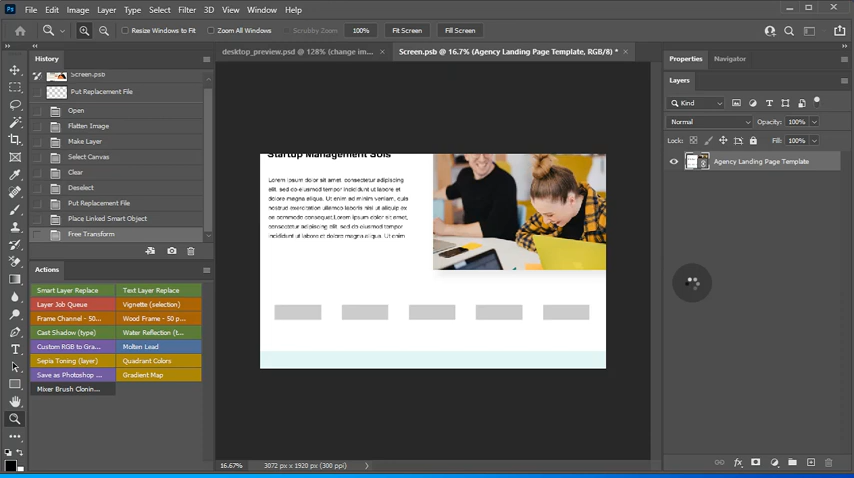 Ps File Edit Image Layer Type Select Filter 3D View Window Help
Resize Windows to Fit Zoom All Windows Scrubby Zoom 100% Fit Screen Fill Screen
desktop_preview.psd @ 128% (change im... × Screen.psb @ 16.7% (Agency Landing Page Template, RGB/8) * ×
History
Screen.psb
Put Replacement File
Open
Flatten Image
Make Layer
Select Canvas
Clear
Deselect
Put Replacement File
Place Linked Smart Object
Free Transform
Actions
Smart Layer Replace Text Layer Replace
Layer Job Queue Vignette (selection)
Frame Channel - 50... Wood Frame - 50 p...
Cast Shadow (type) Water Reflection (t...
Custom RGB to Gra... Molten Lead
Sepia Toning (layer) Quadrant Colors
Save as Photoshop ... Gradient Map
Mixer Brush Clonin...
Startup Management Sols
Lorem ipsum dolor sit amet, consectetur adipiscing
elit, sed do eiusmod tempor incididunt ut labore et
dolore magna aliqua. Ut enim ad minim veniam, quis
nostrud exercitation ullamco laboris nisi ut aliquip ex
ea commodo consequat.Lorem ipsum dolor sit amet,
consectetur adipiscing elit, sed do eiusmod tempor
incididunt ut labore et dolore magna aliqua. Ut enim
16.67% 3072 px x 1920 px (300 ppi)
Properties Navigator
Layers
Kind
Normal Opacity: 100%
Lock: Fill: 100%
Agency Landing Page Template